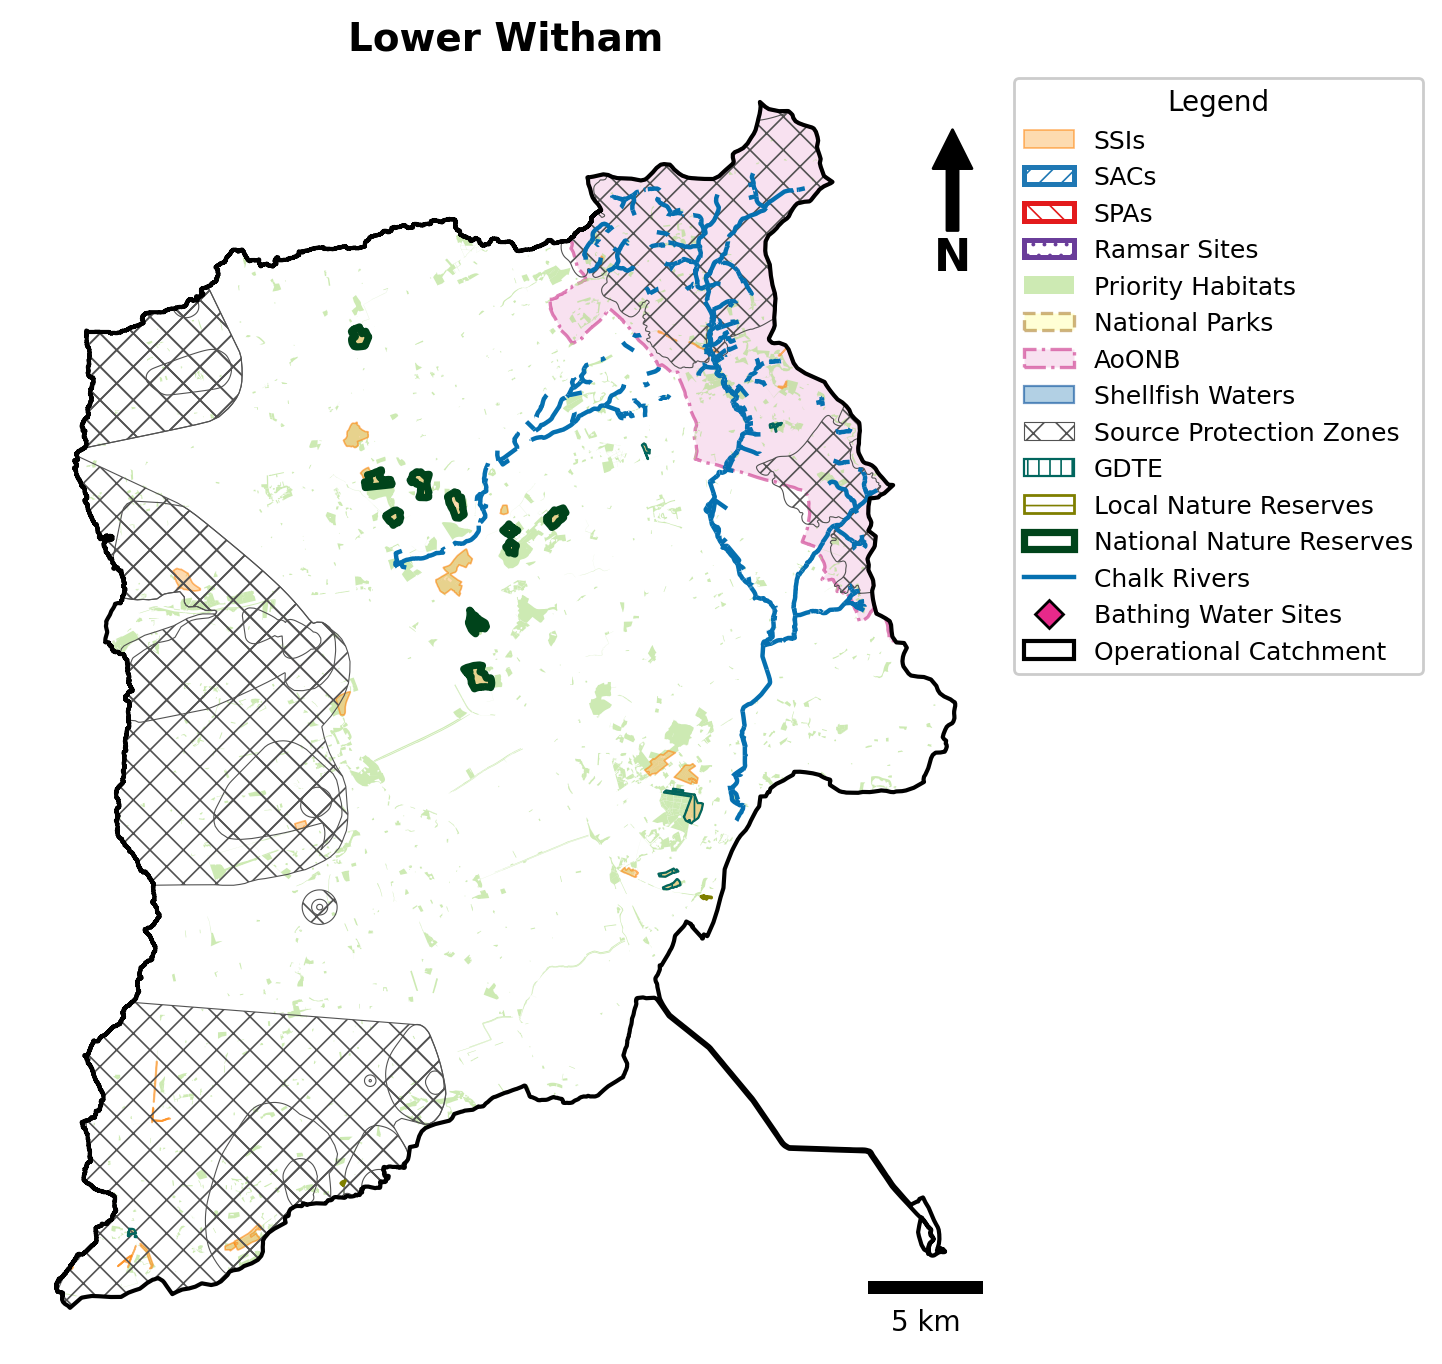 Lower Witham
Legend
SSIs
SACs
SPAs
Ramsar Sites
Priority Habitats
National Parks
AoONB
Shellfish Waters
Source Protection Zones
GDTE
Local Nature Reserves
National Nature Reserves
Chalk Rivers
Bathing Water Sites
Operational Catchment
N
5 km